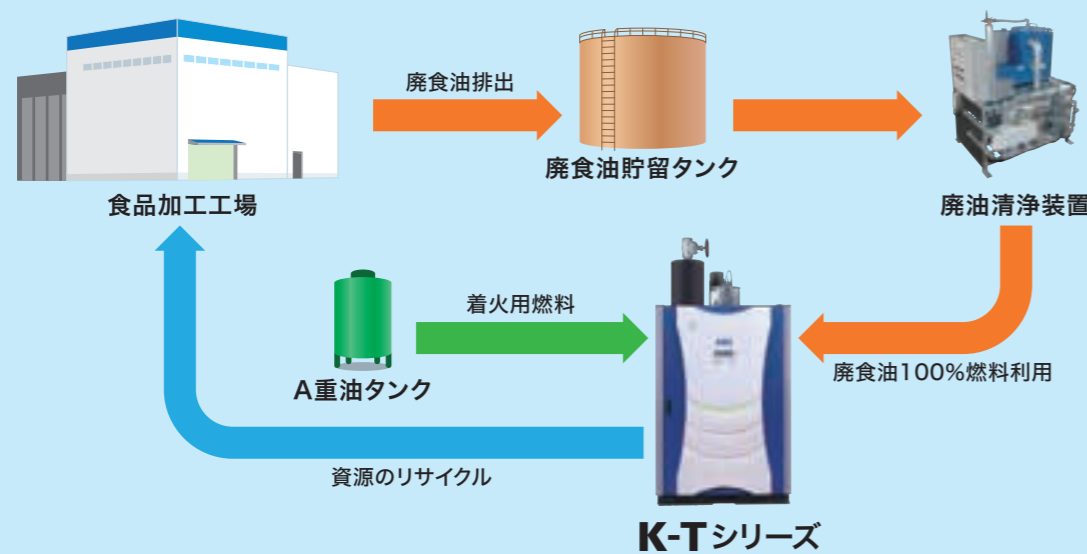 廃食油排出
廃食油貯留タンク
食品加工工場
廃油清浄装置
着火用燃料
A重油タンク
廃食油100%燃料利用
資源のリサイクル
K-Tシリーズ